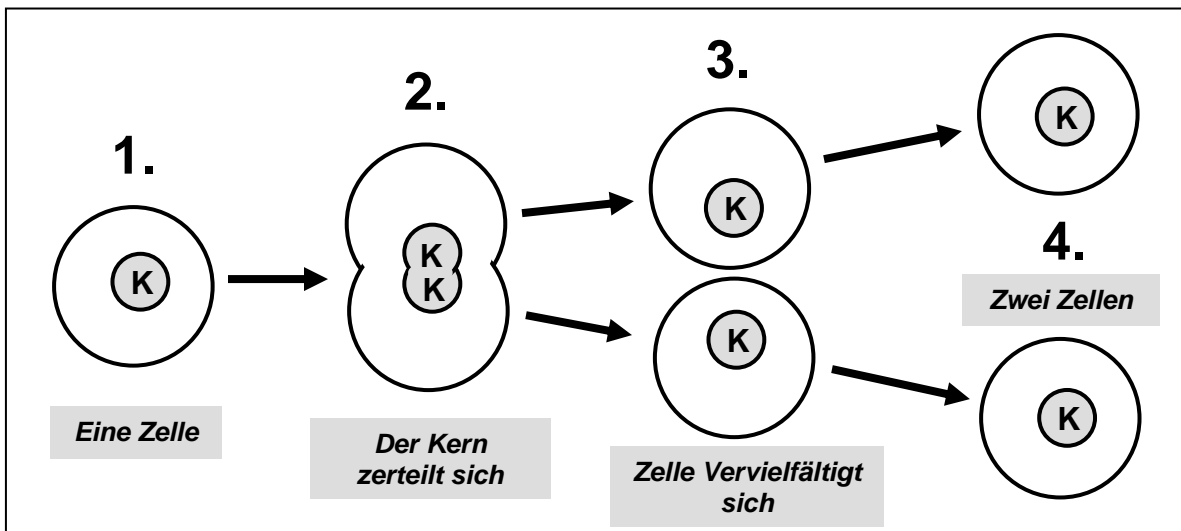 1.
K
Eine Zelle
2.
K
K
Der Kern
zerteilt sich
3.
K
K
Zelle Vervielfältigt
sich
K
4.
Zwei Zellen
K